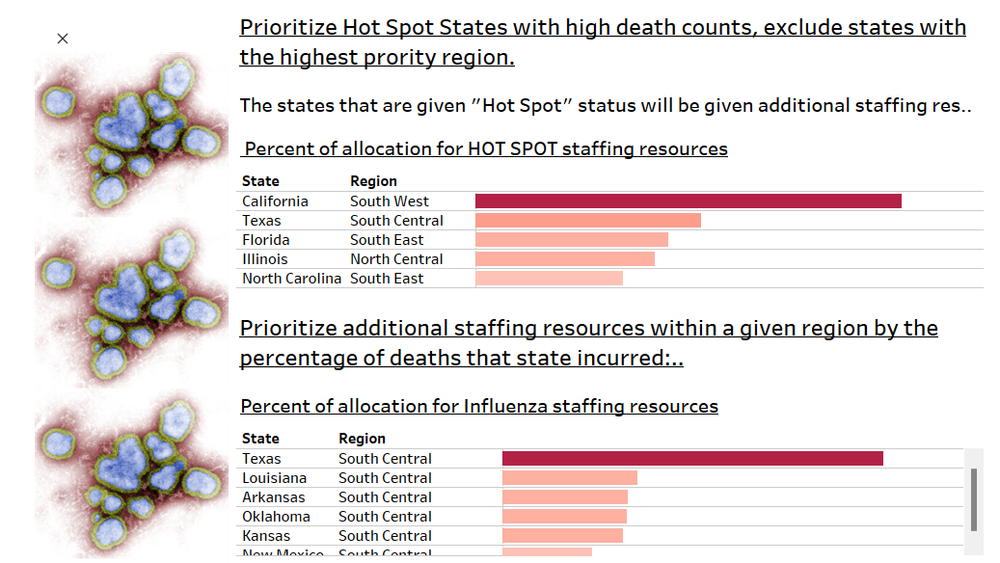 Prioritize Hot Spot States with high death counts, exclude states with
the highest prority region.
The states that are given "Hot Spot" status will be given additional staffing res..
Percent of allocation for HOT SPOT staffing resources
State Region
California South West
Texas South Central
Florida South East
Illinois North Central
North Carolina South East
Prioritize additional staffing resources within a given region by the
percentage of deaths that state incurred:..
Percent of allocation for Influenza staffing resources
State Region
Texas South Central
Louisiana South Central
Arkansas South Central
Oklahoma South Central
Kansas South Central
New Mexico South Central